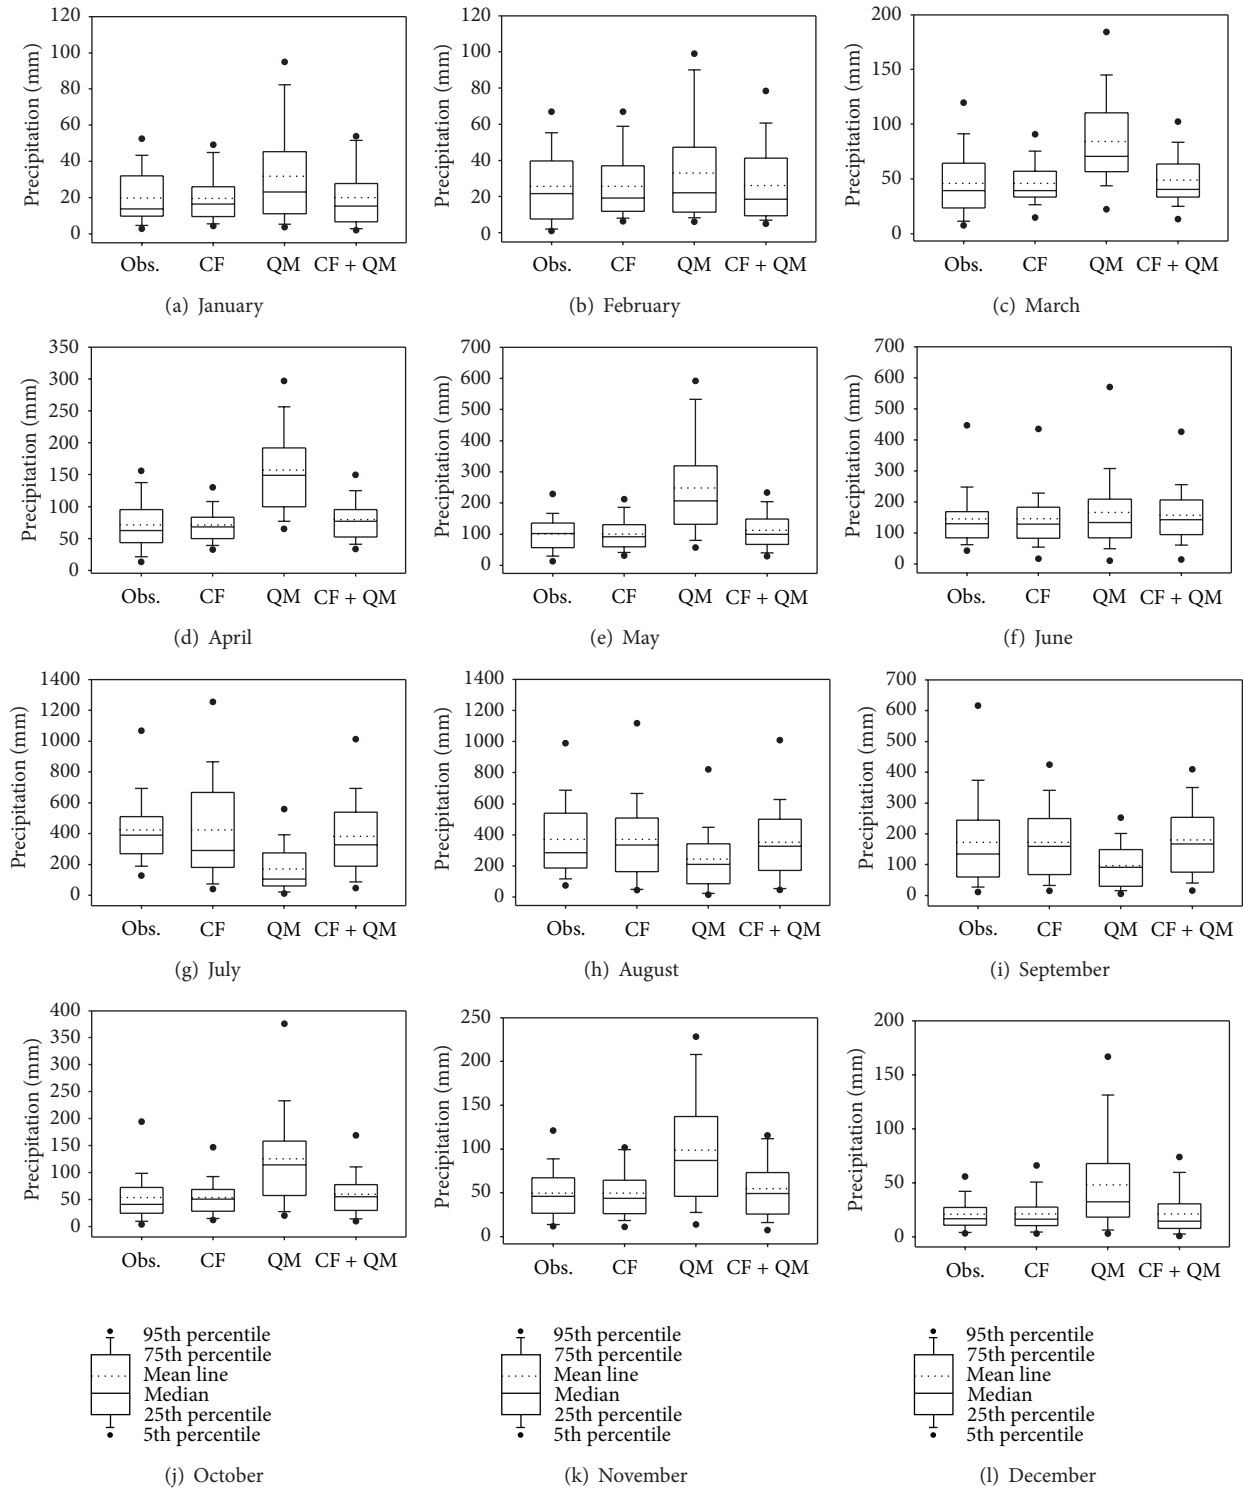 Precipitation (mm)
120
100
80
60
40
20
0
Obs. CF QM CF + QM
(a) January
Precipitation (mm)
120
100
80
60
40
20
0
Obs. CF QM CF + QM
(b) February
Precipitation (mm)
200
150
100
50
0
Obs. CF QM CF + QM
(c) March
Precipitation (mm)
350
300
250
200
150
100
50
0
Obs. CF QM CF + QM
(d) April
Precipitation (mm)
700
600
500
400
300
200
100
0
Obs. CF QM CF + QM
(e) May
Precipitation (mm)
700
600
500
400
300
200
100
0
Obs. CF QM CF + QM
(f) June
Precipitation (mm)
1400
1200
1000
800
600
400
200
0
Obs. CF QM CF + QM
(g) July
Precipitation (mm)
1400
1200
1000
800
600
400
200
0
Obs. CF QM CF + QM
(h) August
Precipitation (mm)
700
600
500
400
300
200
100
0
Obs. CF QM CF + QM
(i) September
Precipitation (mm)
400
350
300
250
200
150
100
50
0
Obs. CF QM CF + QM
95th percentile
75th percentile
Mean line
Median
25th percentile
5th percentile
(j) October
Precipitation (mm)
250
200
150
100
50
0
Obs. CF QM CF + QM
95th percentile
75th percentile
Mean line
Median
25th percentile
5th percentile
(k) November
Precipitation (mm)
200
150
100
50
0
Obs. CF QM CF + QM
95th percentile
75th percentile
Mean line
Median
25th percentile
5th percentile
(l) December